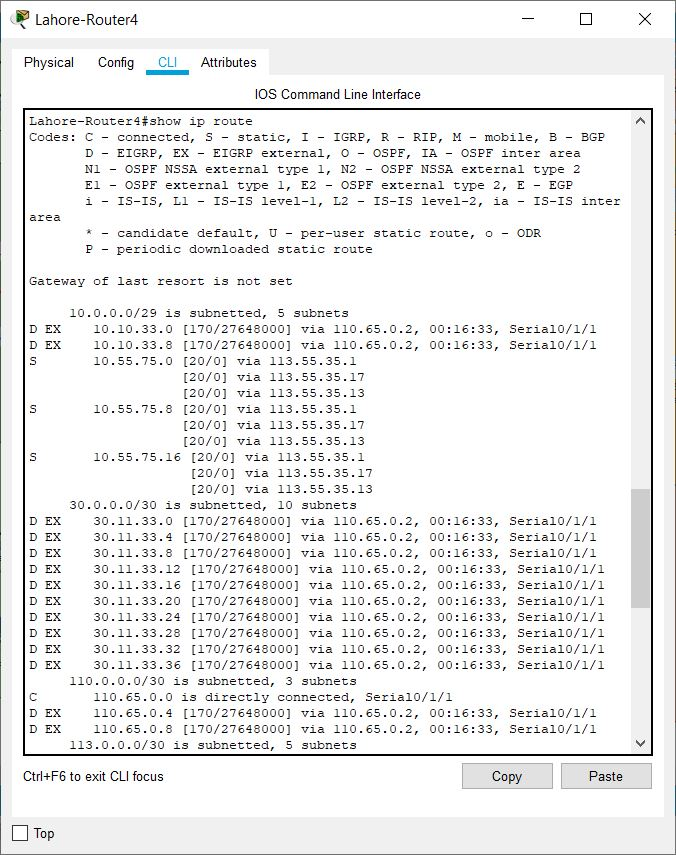 Lahore-Router4
Physical Config CLI Attributes
IOS Command Line Interface
Lahore-Router4#show ip route
Codes: C - connected, S - static, I - IGRP, R - RIP, M - mobile, B - BGP
       D - EIGRP, EX - EIGRP external, O - OSPF, IA - OSPF inter area
       N1 - OSPF NSSA external type 1, N2 - OSPF NSSA external type 2
       E1 - OSPF external type 1, E2 - OSPF external type 2, E - EGP
       i - IS-IS, L1 - IS-IS level-1, L2 - IS-IS level-2, ia - IS-IS inter
area
       * - candidate default, U - per-user static route, o - ODR
       P - periodic downloaded static route
Gateway of last resort is not set
     10.0.0.0/29 is subnetted, 5 subnets
D EX    10.10.33.0 [170/27648000] via 110.65.0.2, 00:16:33, Serial0/1/1
D EX    10.10.33.8 [170/27648000] via 110.65.0.2, 00:16:33, Serial0/1/1
S       10.55.75.0 [20/0] via 113.55.35.1
                   [20/0] via 113.55.35.17
                   [20/0] via 113.55.35.13
S       10.55.75.8 [20/0] via 113.55.35.1
                   [20/0] via 113.55.35.17
                   [20/0] via 113.55.35.13
S       10.55.75.16 [20/0] via 113.55.35.1
                    [20/0] via 113.55.35.17
                    [20/0] via 113.55.35.13
     30.0.0.0/30 is subnetted, 10 subnets
D EX    30.11.33.0 [170/27648000] via 110.65.0.2, 00:16:33, Serial0/1/1
D EX    30.11.33.4 [170/27648000] via 110.65.0.2, 00:16:33, Serial0/1/1
D EX    30.11.33.8 [170/27648000] via 110.65.0.2, 00:16:33, Serial0/1/1
D EX    30.11.33.12 [170/27648000] via 110.65.0.2, 00:16:33, Serial0/1/1
D EX    30.11.33.16 [170/27648000] via 110.65.0.2, 00:16:33, Serial0/1/1
D EX    30.11.33.20 [170/27648000] via 110.65.0.2, 00:16:33, Serial0/1/1
D EX    30.11.33.24 [170/27648000] via 110.65.0.2, 00:16:33, Serial0/1/1
D EX    30.11.33.28 [170/27648000] via 110.65.0.2, 00:16:33, Serial0/1/1
D EX    30.11.33.32 [170/27648000] via 110.65.0.2, 00:16:33, Serial0/1/1
D EX    30.11.33.36 [170/27648000] via 110.65.0.2, 00:16:33, Serial0/1/1
     110.0.0.0/30 is subnetted, 3 subnets
C       110.65.0.0 is directly connected, Serial0/1/1
D EX    110.65.0.4 [170/27648000] via 110.65.0.2, 00:16:33, Serial0/1/1
D EX    110.65.0.8 [170/27648000] via 110.65.0.2, 00:16:33, Serial0/1/1
     113.0.0.0/30 is subnetted, 5 subnets
Ctrl+F6 to exit CLI focus Copy Paste
Top